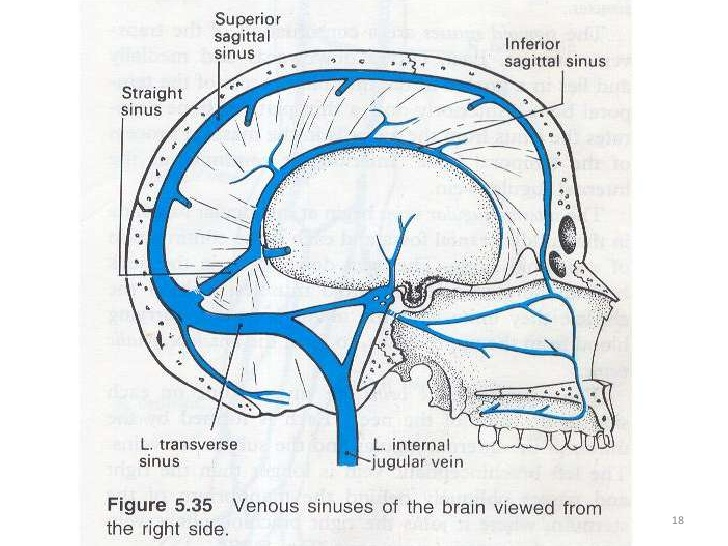 Superior
sagittal
sinus
Inferior
sagittal sinus
Straight
sinus
L. transverse
sinus
L. internal
jugular vein
Figure 5.35 Venous sinuses of the brain viewed from
the right side.
18